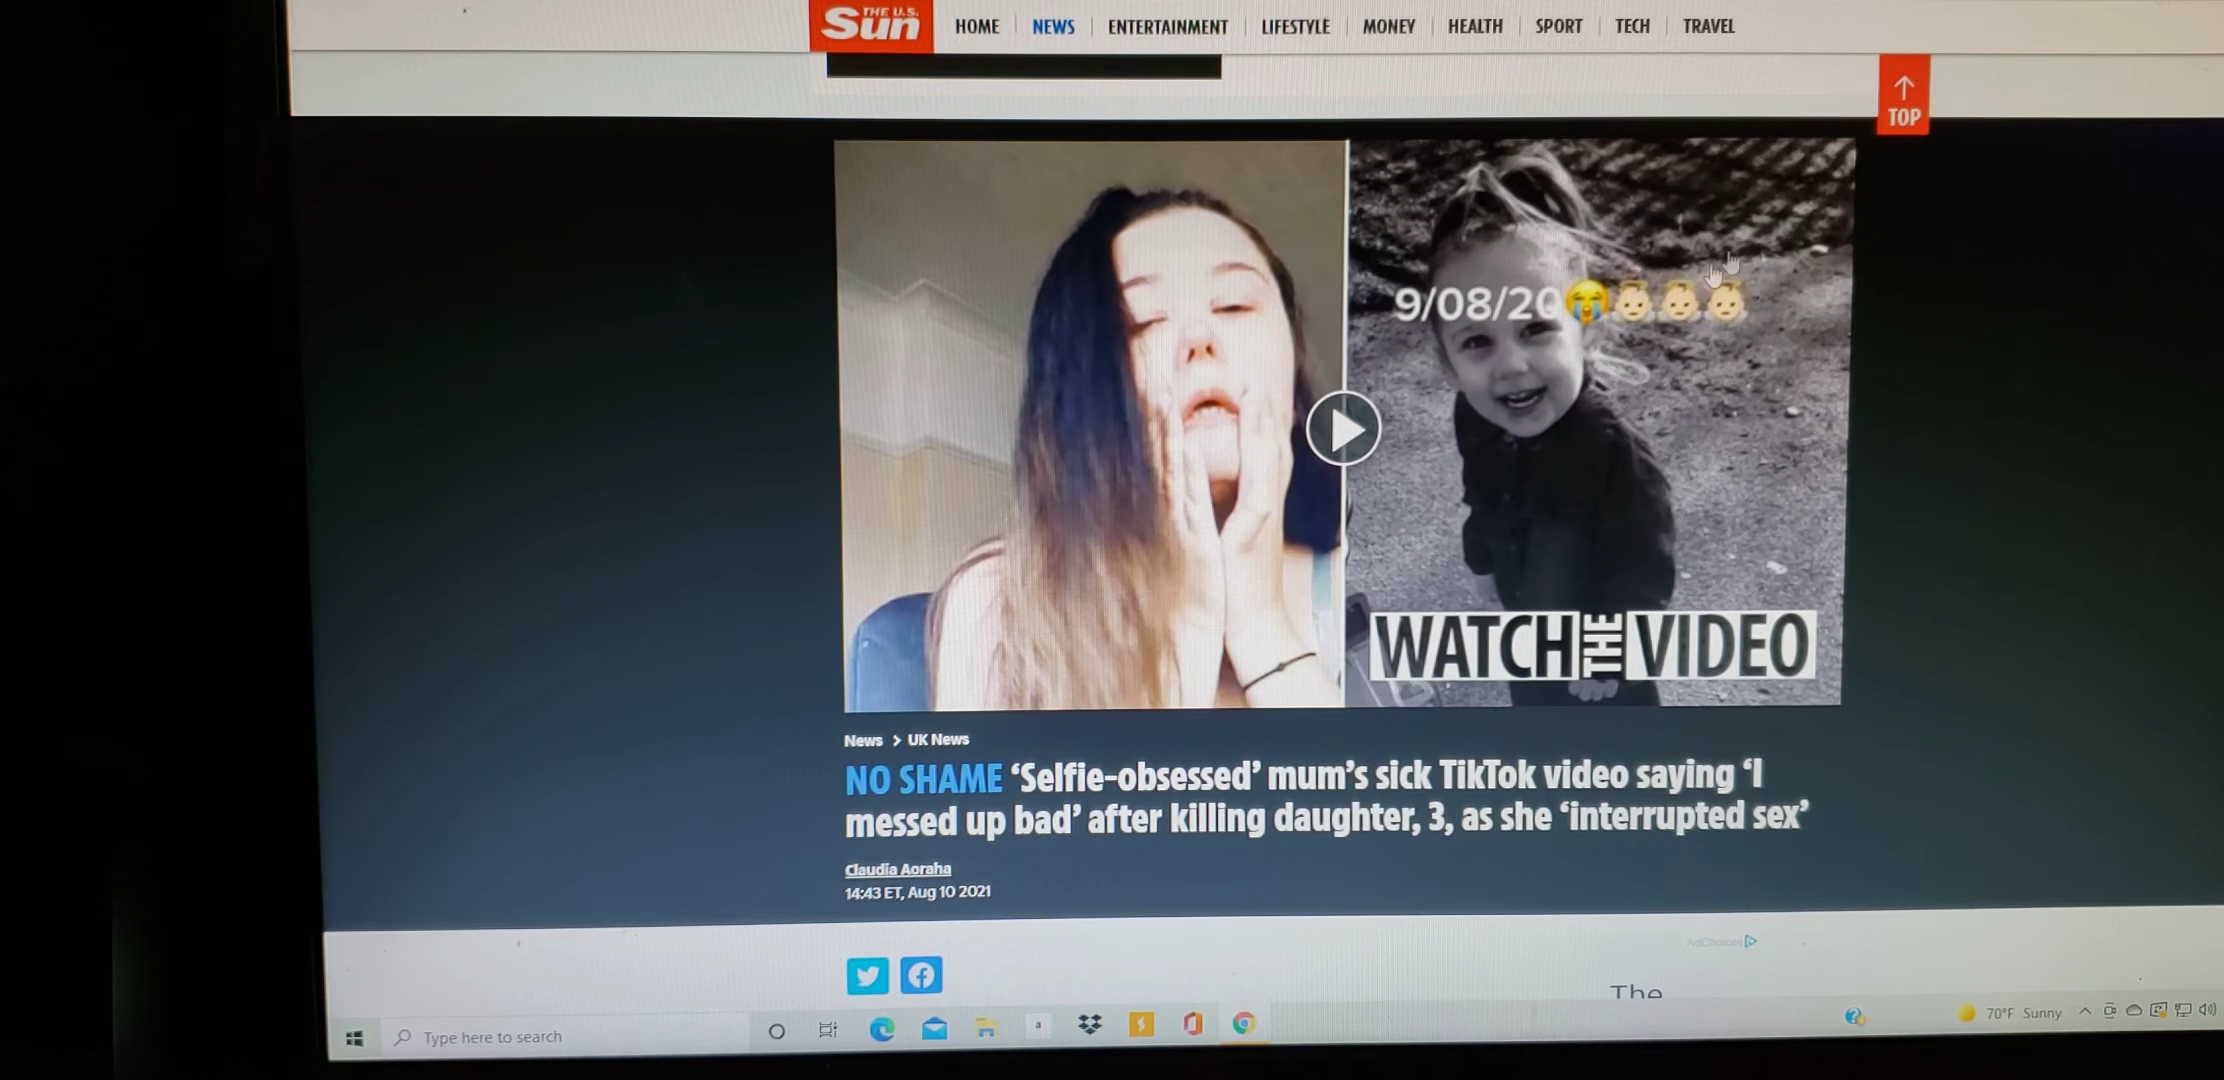 THE U.S.
Sun
HOME NEWS ENTERTAINMENT LIFESTYLE MONEY HEALTH SPORT TECH TRAVEL
TOP
9/08/20
WATCH THE VIDEO
News > UK News
NO SHAME ‘Selfie-obsessed’ mum’s sick TikTok video saying ‘I
messed up bad’ after killing daughter, 3, as she ‘interrupted sex’
Claudia Aoraha
14:43 ET, Aug 10 2021
AdChoices
The
Type here to search
a
70°F Sunny